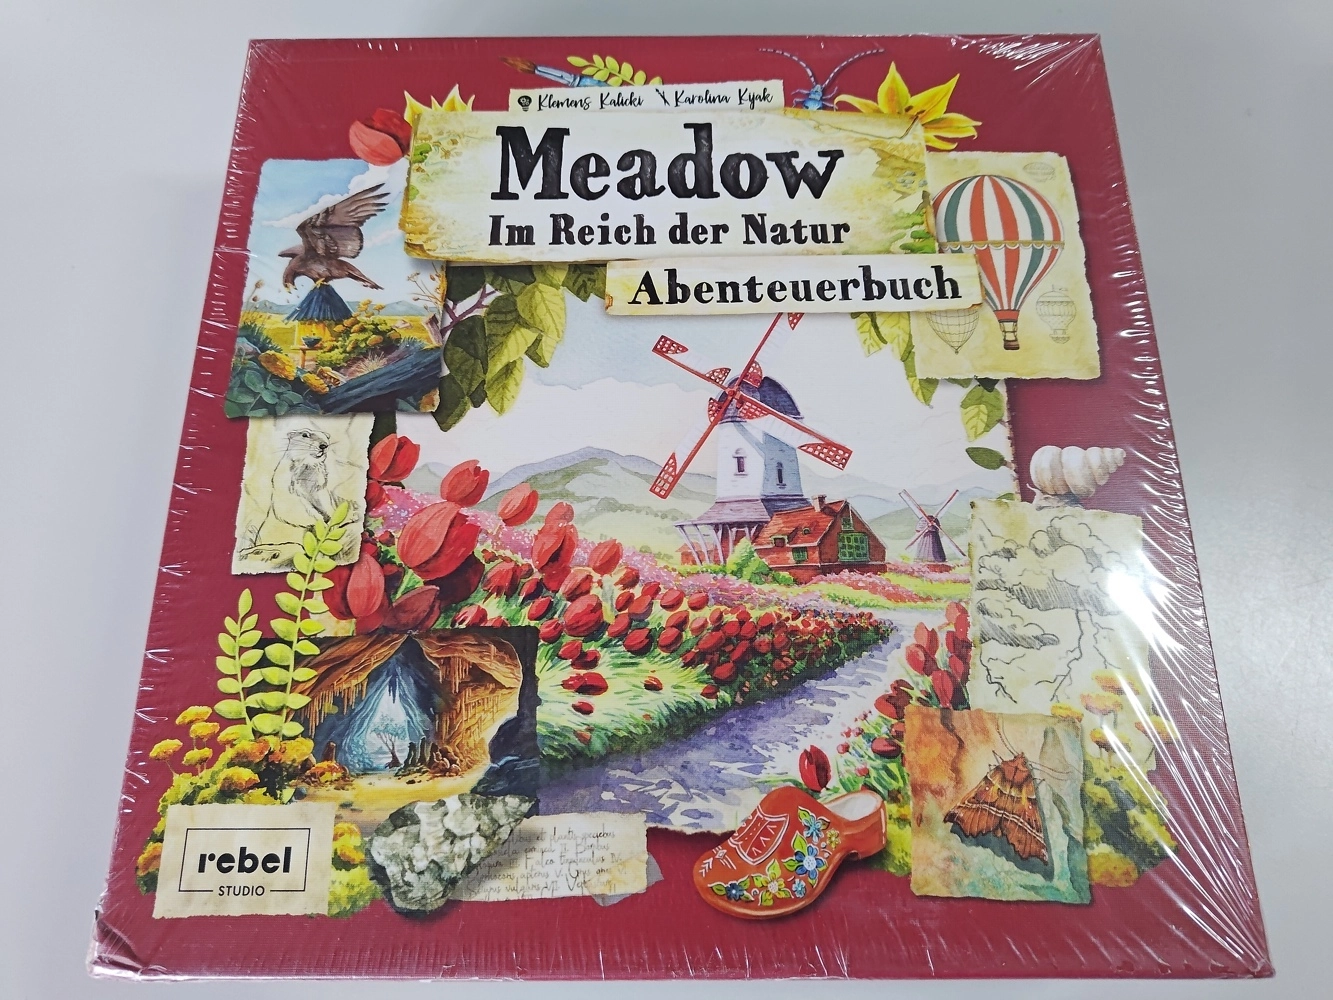 Klemens Kalicki Karolina Kyak
Meadow
Im Reich der Natur
Abenteuerbuch
rebel
STUDIO